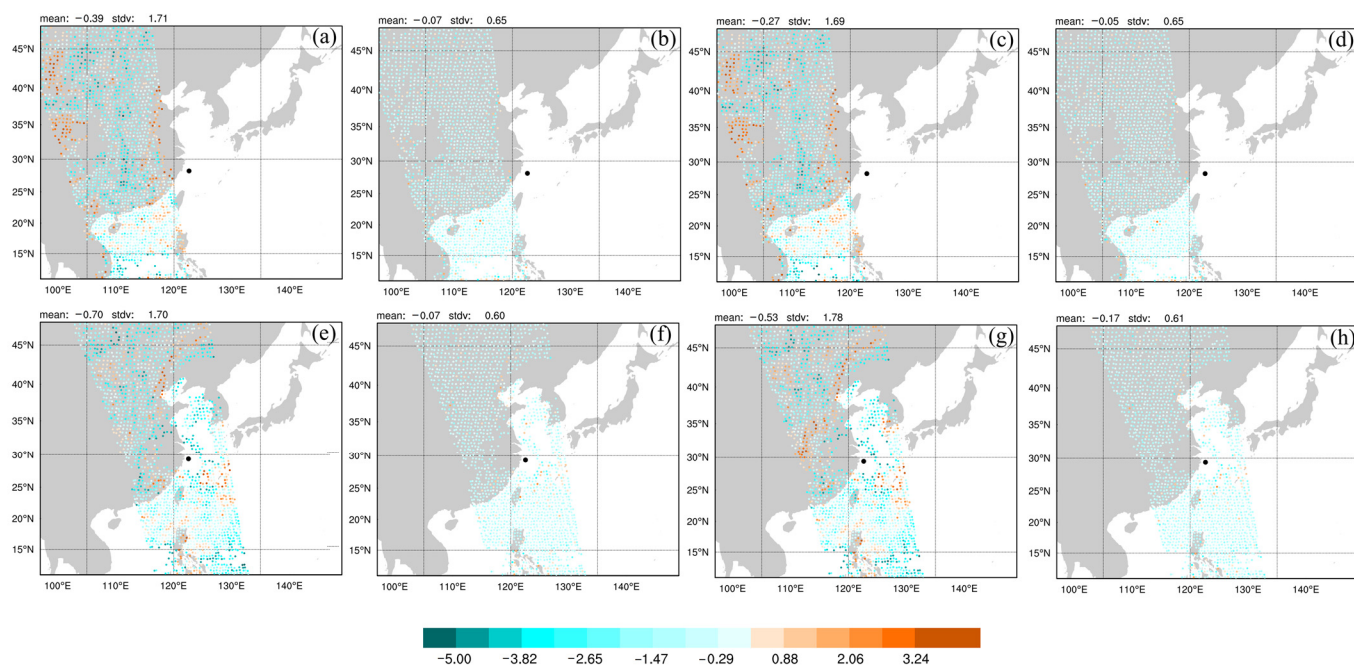 mean: −0.39 stdv: 1.71
mean: −0.07 stdv: 0.65
mean: −0.27 stdv: 1.69
mean: −0.05 stdv: 0.65
(a)
(b)
(c)
(d)
45°N 45°N 45°N 45°N
40°N 40°N 40°N 40°N
35°N 35°N 35°N 35°N
30°N 30°N 30°N 30°N
25°N 25°N 25°N 25°N
20°N 20°N 20°N 20°N
15°N 15°N 15°N 15°N
100°E 110°E 120°E 130°E 140°E
100°E 110°E 120°E 130°E 140°E
100°E 110°E 120°E 130°E 140°E
100°E 110°E 120°E 130°E 140°E
mean: −0.70 stdv: 1.70
mean: −0.07 stdv: 0.60
mean: −0.53 stdv: 1.78
mean: −0.17 stdv: 0.61
(e)
(f)
(g)
(h)
45°N 45°N 45°N 45°N
40°N 40°N 40°N 40°N
35°N 35°N 35°N 35°N
30°N 30°N 30°N 30°N
25°N 25°N 25°N 25°N
20°N 20°N 20°N 20°N
15°N 15°N 15°N 15°N
100°E 110°E 120°E 130°E 140°E
100°E 110°E 120°E 130°E 140°E
100°E 110°E 120°E 130°E 140°E
100°E 110°E 120°E 130°E 140°E
−5.00 −3.82 −2.65 −1.47 −0.29 0.88 2.06 3.24